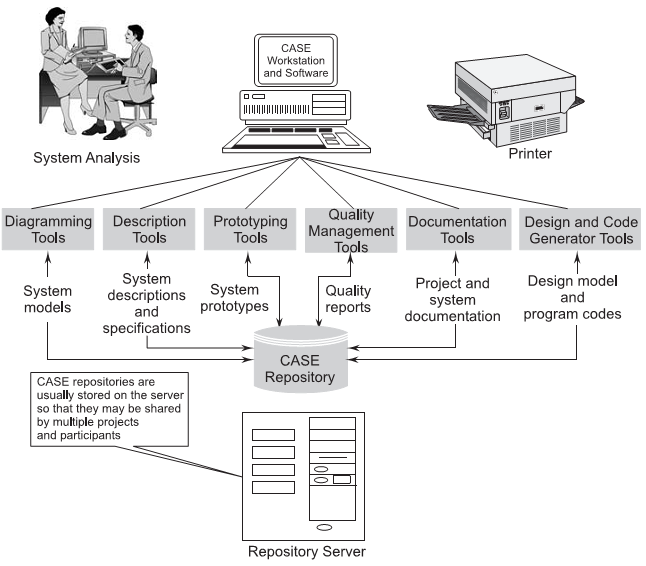 CASE
Workstation
and Software
System Analysis
Printer
Diagramming
Tools
Description
Tools
Prototyping
Tools
Quality
Management
Tools
Documentation
Tools
Design and Code
Generator Tools
System
models
System
descriptions
and
specifications
System
prototypes
Quality
reports
Project and
system
documentation
Design model
and
program codes
CASE
Repository
CASE repositories are
usually stored on the server
so that they may be shared
by multiple projects
and participants
Repository Server